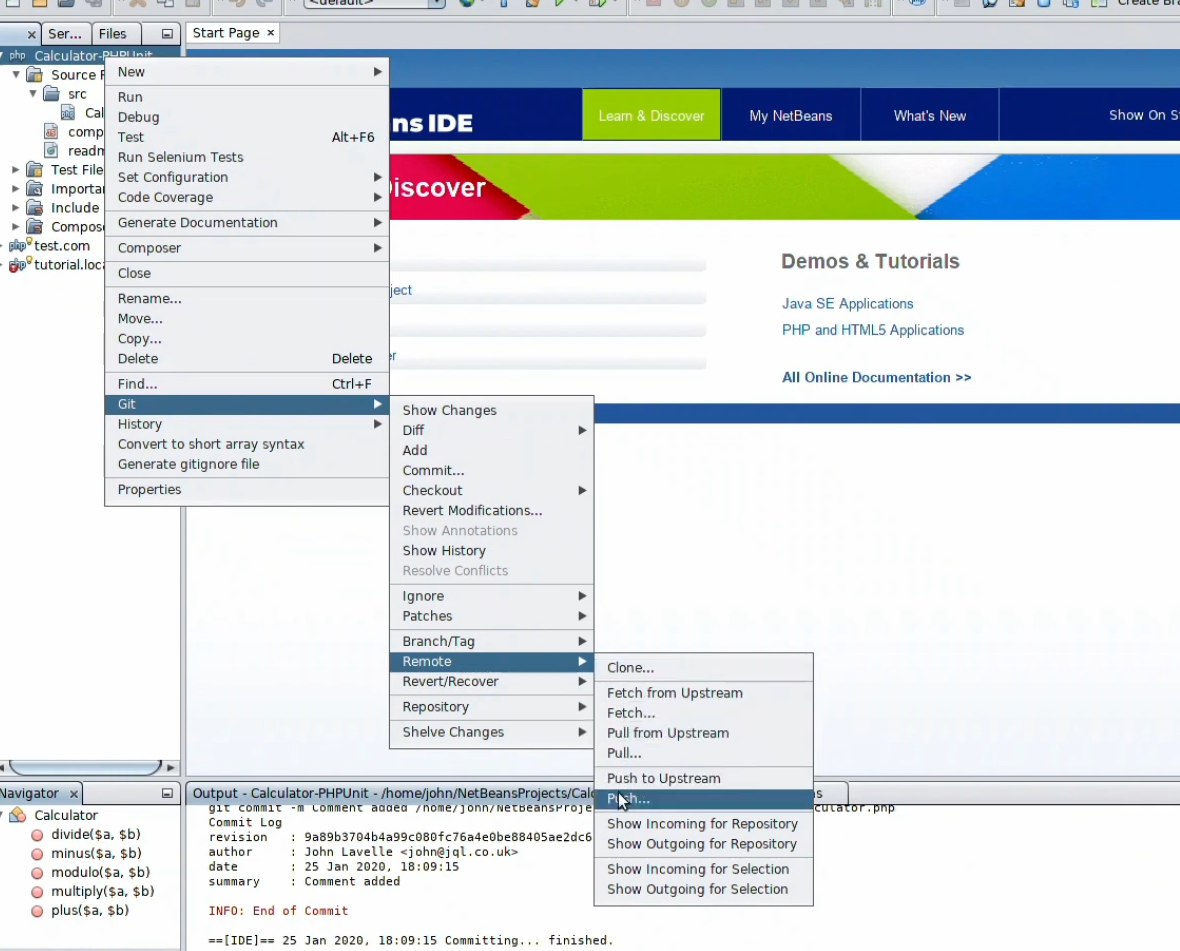 <default>
Create Bra
Ser...
Files
Start Page
php Calculator-PHPUnit
Source F
src
Cal
comp
readm
Test File
Importa
Include
Compos
test.com
tutorial.loca
New
Run
Debug
Test Alt+F6
Run Selenium Tests
Set Configuration
Code Coverage
Generate Documentation
Composer
Close
Rename...
Move...
Copy...
Delete Delete
Find... Ctrl+F
Git
History
Convert to short array syntax
Generate gitignore file
Properties
ns IDE
Learn & Discover
My NetBeans
What's New
Show On St
iscover
ject
er
Demos & Tutorials
Java SE Applications
PHP and HTML5 Applications
All Online Documentation >>
Show Changes
Diff
Add
Commit...
Checkout
Revert Modifications...
Show Annotations
Show History
Resolve Conflicts
Ignore
Patches
Branch/Tag
Remote
Revert/Recover
Repository
Shelve Changes
Clone...
Fetch from Upstream
Fetch...
Pull from Upstream
Pull...
Push to Upstream
Push...
Show Incoming for Repository
Show Outgoing for Repository
Show Incoming for Selection
Show Outgoing for Selection
Navigator
Calculator
divide($a, $b)
minus($a, $b)
modulo($a, $b)
multiply($a, $b)
plus($a, $b)
Output - Calculator-PHPUnit - /home/john/NetBeansProjects/Calc
git commit -m Comment added /home/john/NetBeansProje
culator.php
Commit Log
revision : 9a89b3704b4a99c080fc76a4e0be88405ae2dc6
author : John Lavelle <john@jql.co.uk>
date : 25 Jan 2020, 18:09:15
summary : Comment added
INFO: End of Commit
==[IDE]== 25 Jan 2020, 18:09:15 Committing... finished.